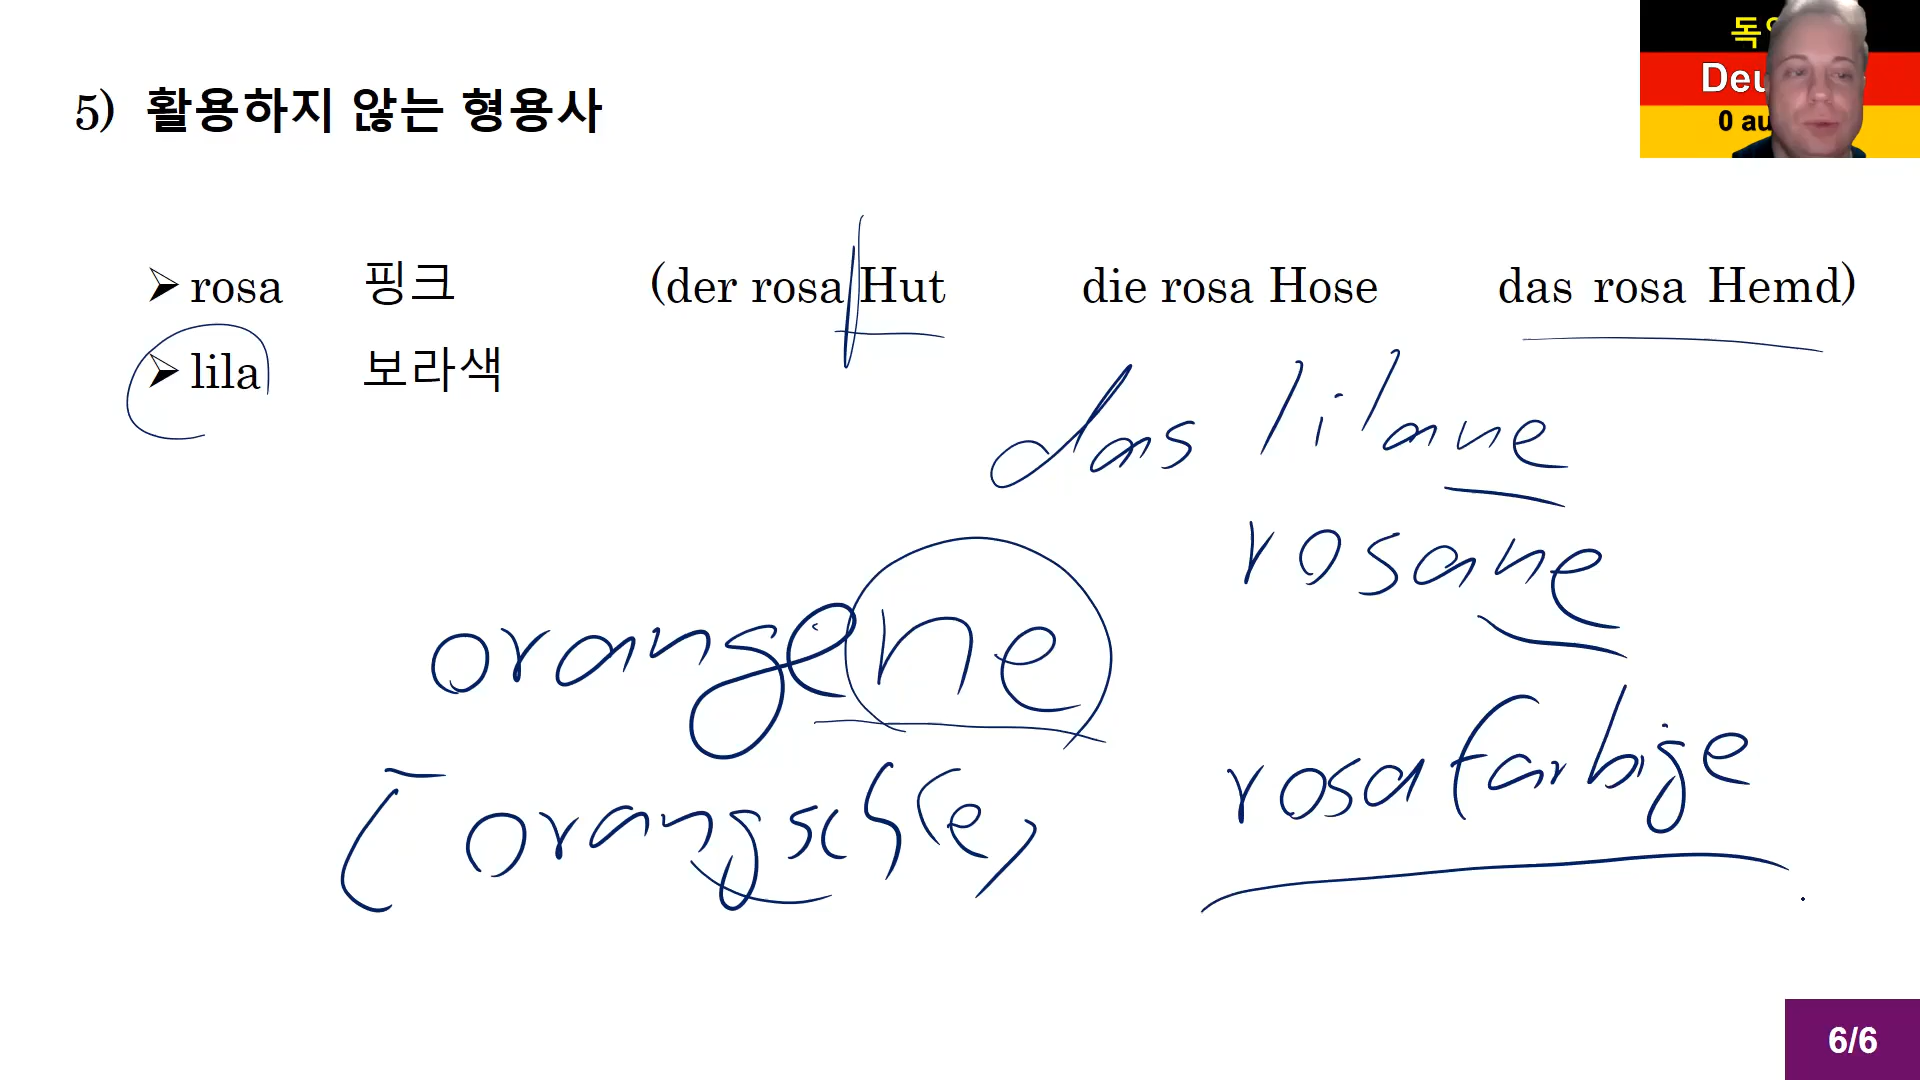 독
Deu
0 au
5) 활용하지 않는 형용사
➢ rosa 핑크 (der rosa Hut die rosa Hose das rosa Hemd)
➢ lila 보라색
das lilane
rosane
orangene
rosafarbige
6/6